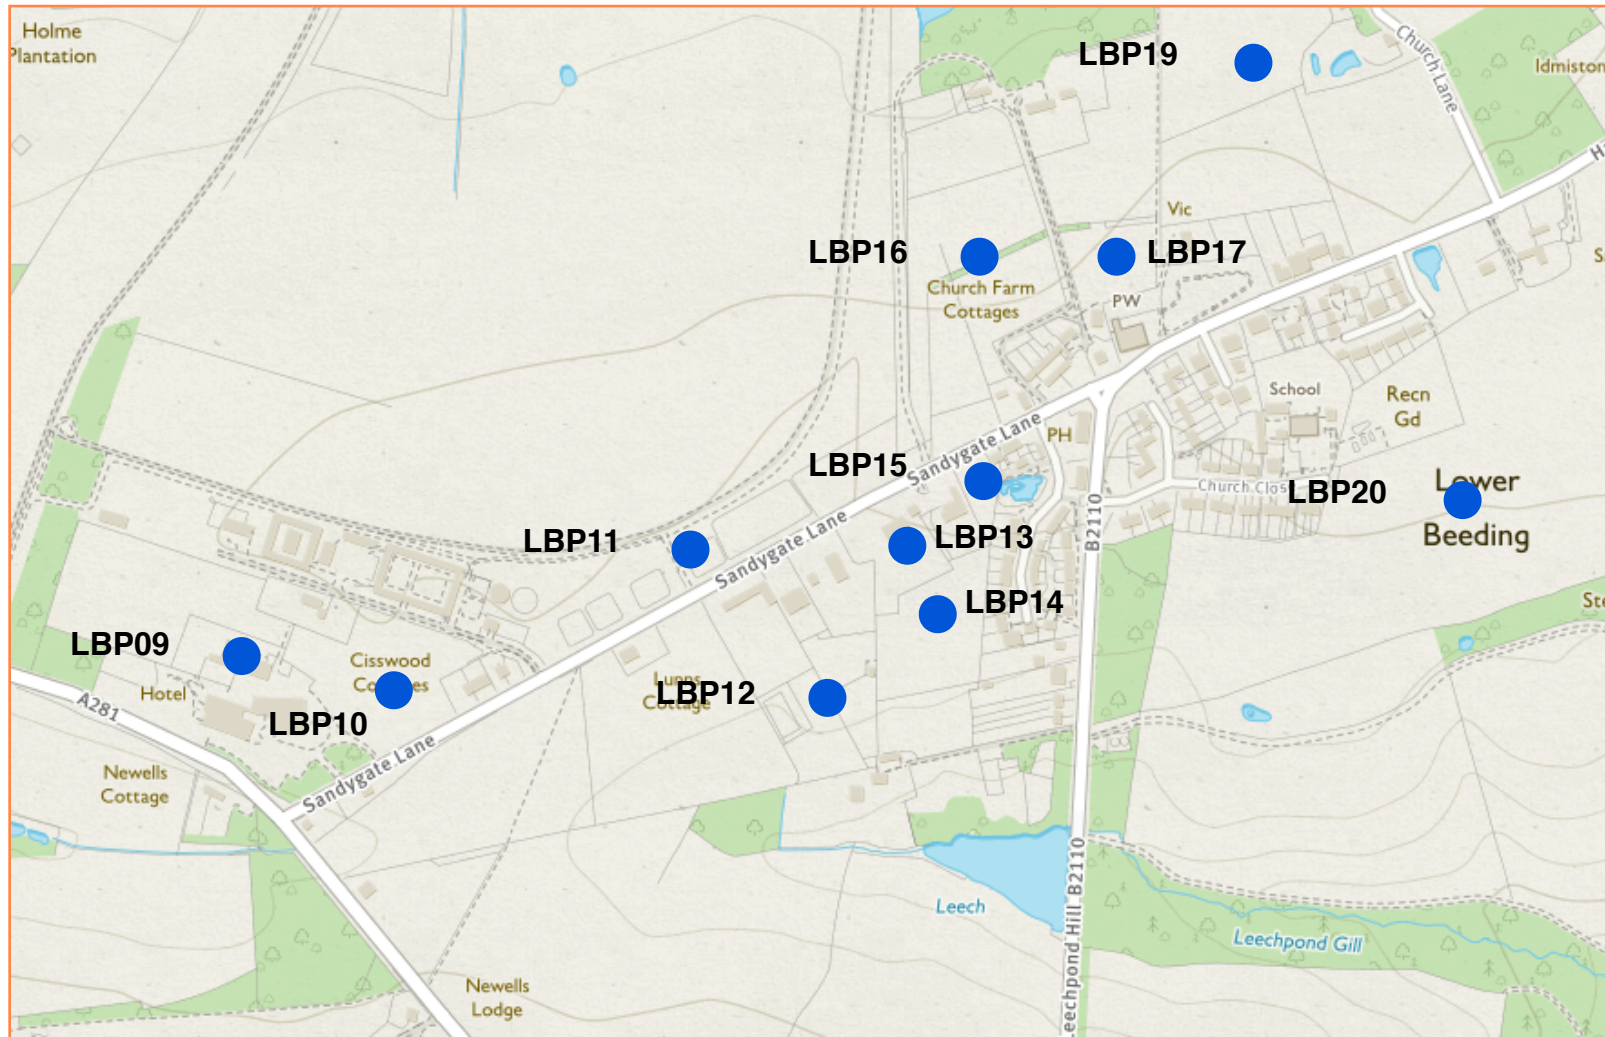 Holme
Plantation
LBP19
Church Lane
Idmiston
LBP16
LBP17
Vic
Church Farm
Cottages
PW
School
Recn
Gd
PH
Sandygate Lane
LBP15
Church Clos
LBP20
Lower
Beeding
B2110
LBP11
Sandygate Lane
LBP13
LBP14
LBP09
Cisswood
Hotel
A281
LBP10
LBP12
Cottage
Sandygate Lane
Newells
Cottage
Leech
Leechpond Gill
Leechpond Hill B2110
Newells
Lodge